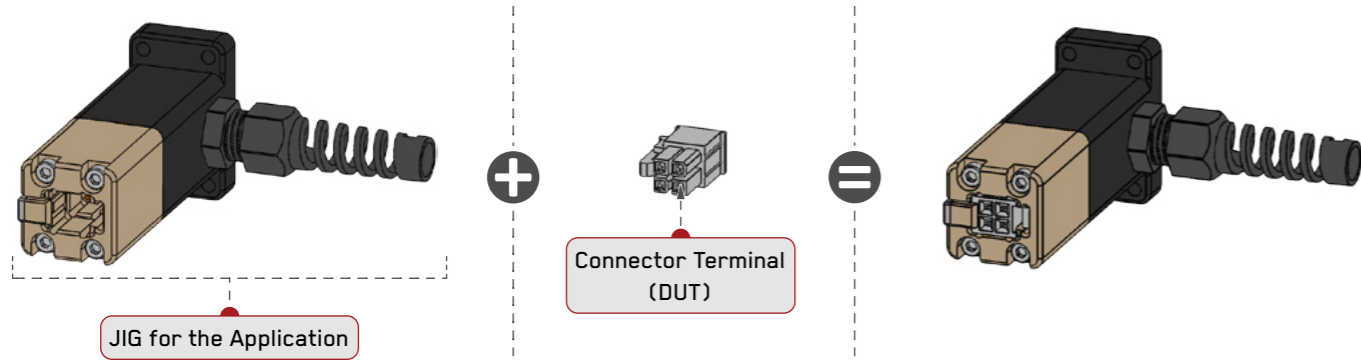 Connector Terminal
(DUT)
JIG for the Application